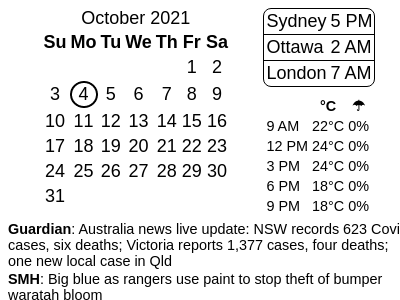 October 2021
Su Mo Tu We Th Fr Sa
1 2
3 4 5 6 7 8 9
10 11 12 13 14 15 16
17 18 19 20 21 22 23
24 25 26 27 28 29 30
31
Sydney 5 PM
Ottawa 2 AM
London 7 AM
°C ☂
9 AM 22°C 0%
12 PM 24°C 0%
3 PM 24°C 0%
6 PM 18°C 0%
9 PM 18°C 0%
Guardian: Australia news live update: NSW records 623 Covi
cases, six deaths; Victoria reports 1,377 cases, four deaths;
one new local case in Qld
SMH: Big blue as rangers use paint to stop theft of bumper
waratah bloom